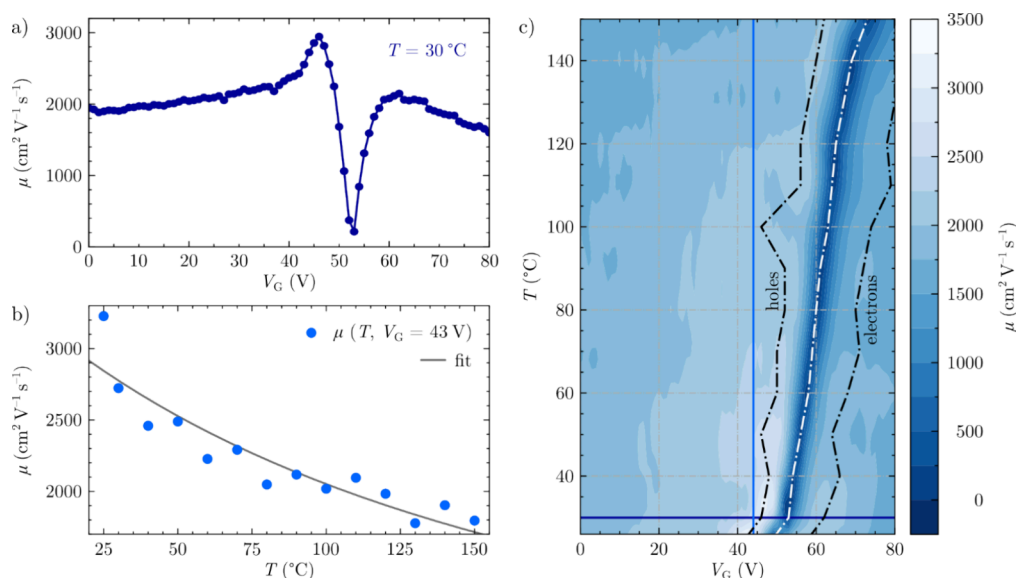 a)
3000
2000
1000
0
μ (cm² V⁻¹ s⁻¹)
T = 30 °C
0 10 20 30 40 50 60 70 80
V_G (V)
b)
3000
2500
2000
μ (cm² V⁻¹ s⁻¹)
μ (T, V_G = 43 V)
fit
25 50 75 100 125 150
T (°C)
c)
140
120
100
80
60
40
T (°C)
holes
electrons
0 20 40 60 80
V_G (V)
3500
3000
2500
2000
1500
1000
500
0
μ (cm² V⁻¹ s⁻¹)